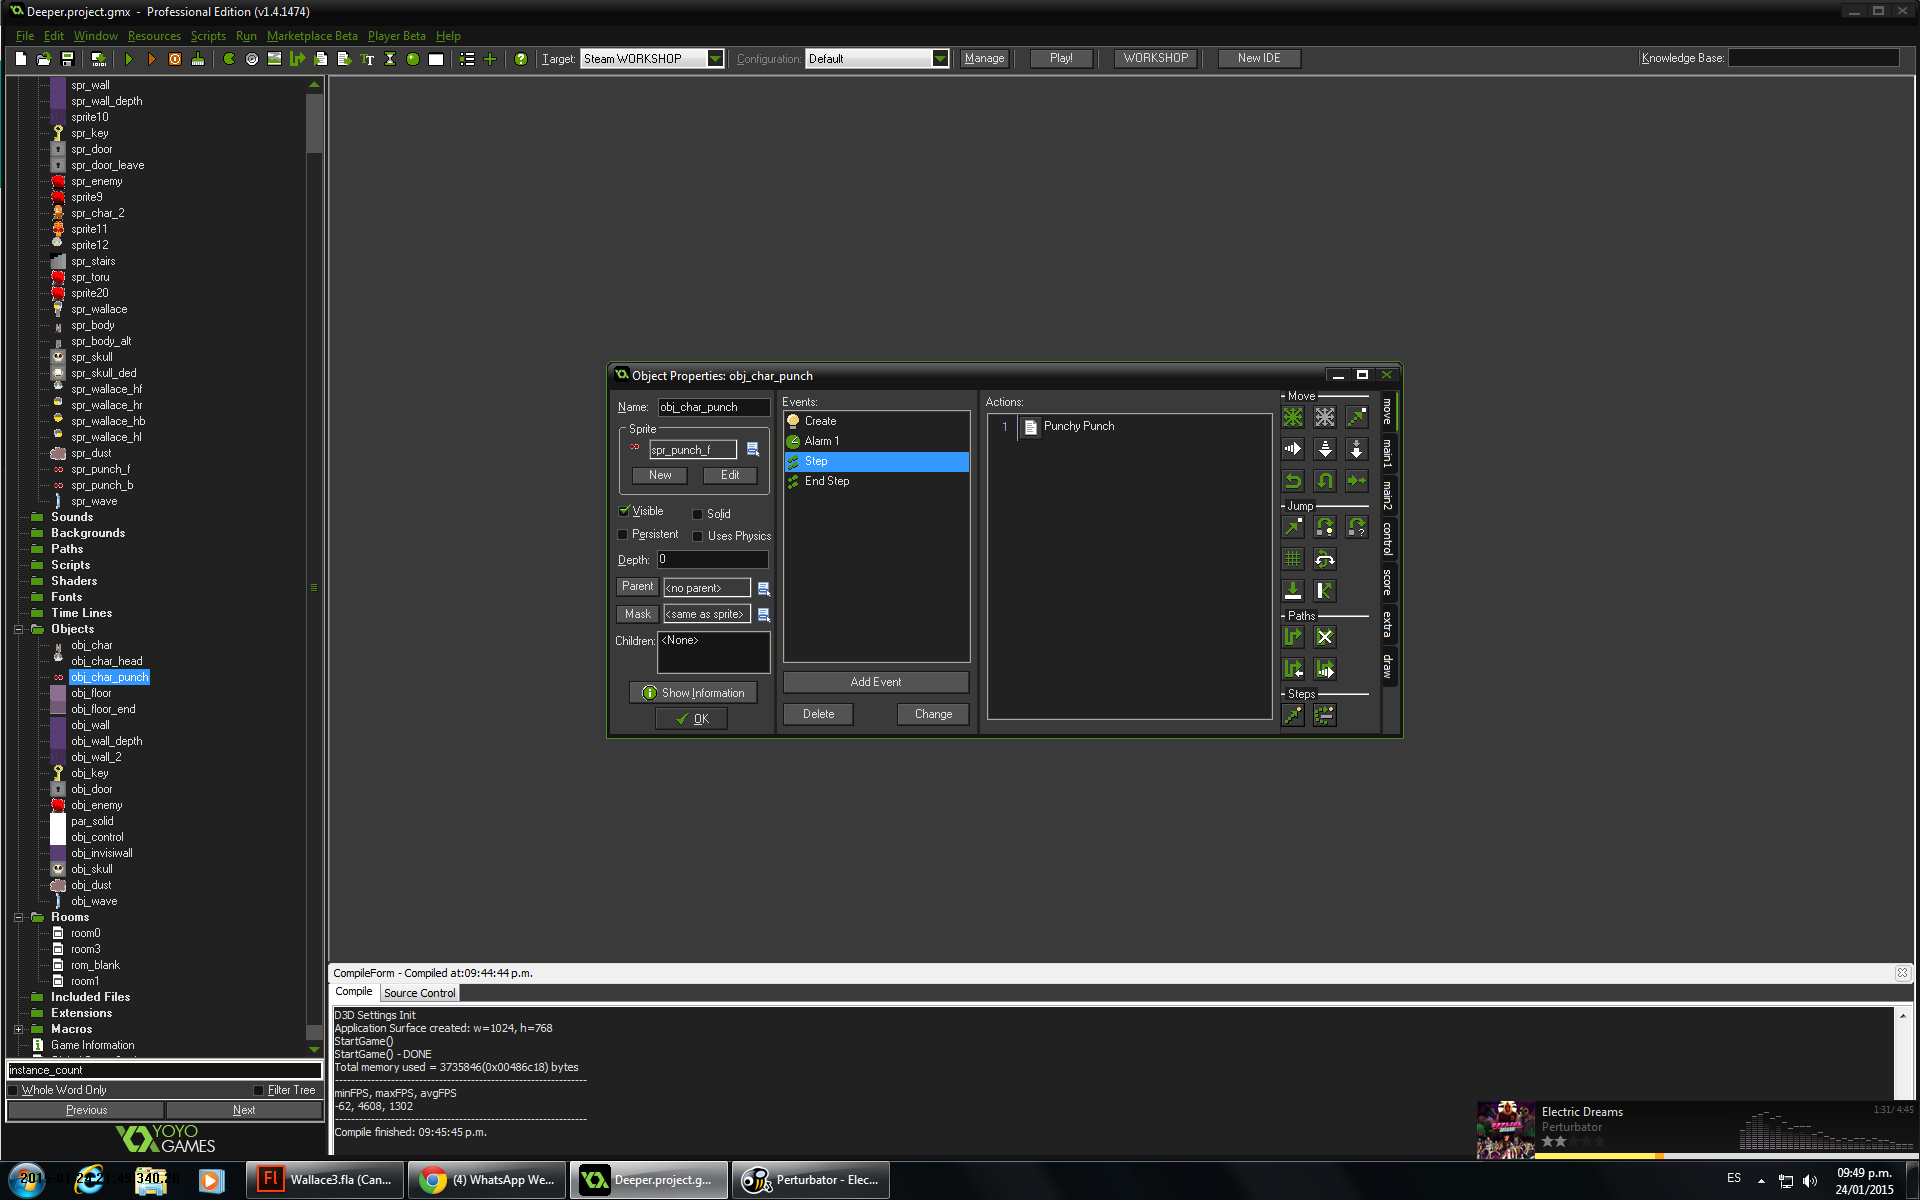 Deeper.project.gmx - Professional Edition (v1.4.1474)
File Edit Window Resources Scripts Run Marketplace Beta Player Beta Help
Target: Steam WORKSHOP Configuration: Default Manage Play! WORKSHOP New IDE Knowledge Base:
spr_wall
spr_wall_depth
sprite10
spr_key
spr_door
spr_door_leave
spr_enemy
sprite9
spr_char_2
sprite11
sprite12
spr_stairs
spr_toru
sprite20
spr_wallace
spr_body
spr_body_alt
spr_skull
spr_skull_ded
spr_wallace_hf
spr_wallace_hr
spr_wallace_hb
spr_wallace_hl
spr_dust
spr_punch_f
spr_punch_b
spr_wave
Sounds
Backgrounds
Paths
Scripts
Shaders
Fonts
Time Lines
Objects
obj_char
obj_char_head
obj_char_punch
obj_floor
obj_floor_end
obj_wall
obj_wall_depth
obj_wall_2
obj_key
obj_door
obj_enemy
par_solid
obj_control
obj_invisiwall
obj_skull
obj_dust
obj_wave
Rooms
room0
room3
rom_blank
room1
Included Files
Extensions
Macros
Game Information
instance_count
Whole Word Only Filter Tree
Previous Next
YOYO
GAMES
Object Properties: obj_char_punch
Name: obj_char_punch
Sprite
spr_punch_f
New Edit
Visible Solid
Persistent Uses Physics
Depth: 0
Parent <no parent>
Mask <same as sprite>
Children: <None>
Show Information
OK
Events:
Create
Alarm 1
Step
End Step
Add Event
Delete Change
Actions:
1 Punchy Punch
Move
Jump
Paths
Steps
move
main1
main2
control
score
extra
draw
CompileForm - Compiled at:09:44:44 p.m.
Compile Source Control
D3D Settings Init
Application Surface created: w=1024, h=768
StartGame()
StartGame() - DONE
Total memory used = 3735846(0x00486c18) bytes
minFPS, maxFPS, avgFPS
-62, 4608, 1302
Compile finished: 09:45:45 p.m.
Electric Dreams
Perturbator
1:31/ 4:45
Wallace3.fla (Can...
(4) WhatsApp We...
Deeper.project.g...
Perturbator - Elec...
ES
09:49 p.m.
24/01/2015